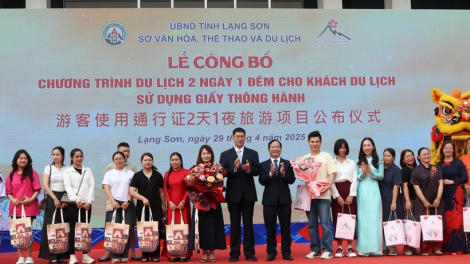 UBND TỈNH LẠNG SƠN
SỞ VĂN HÓA, THỂ THAO VÀ DU LỊCH
LỄ CÔNG BỐ
CHƯƠNG TRÌNH DU LỊCH 2 NGÀY 1 ĐÊM CHO KHÁCH DU LỊCH
SỬ DỤNG GIẤY THÔNG HÀNH
游客使用通行证2天1夜旅游项目公布仪式
Lạng Sơn, ngày 29 tháng 4 năm 2025